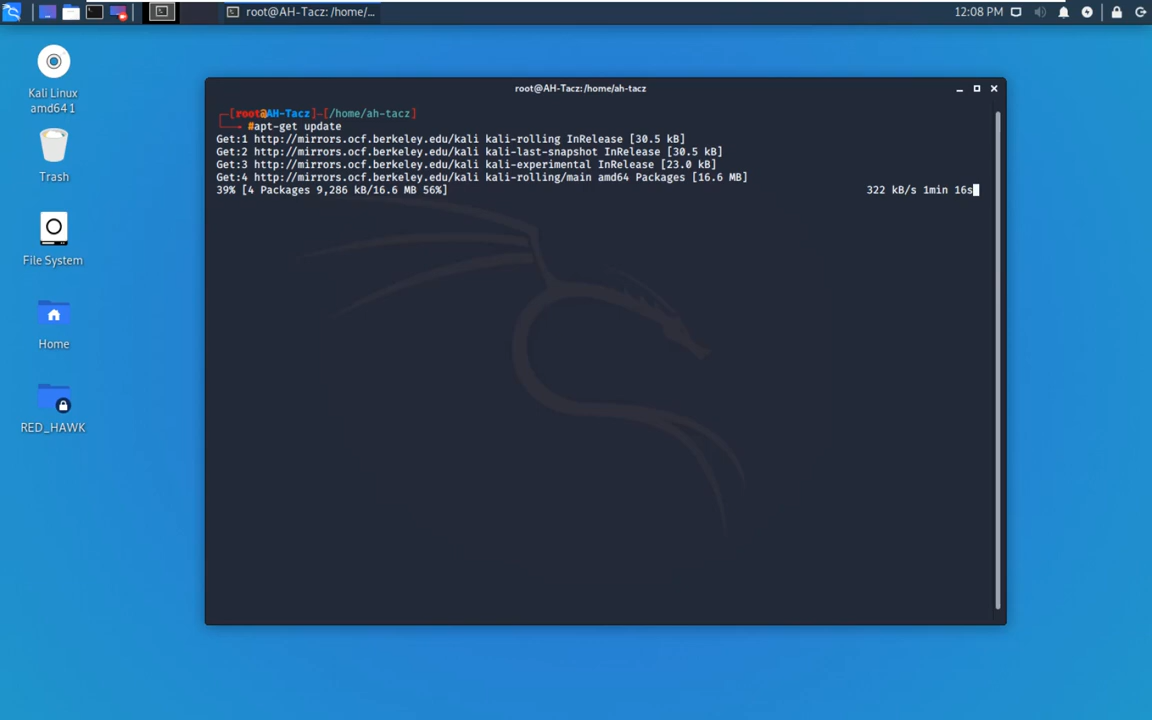 root@AH-Tacz: /home/...
12:08 PM
Kali Linux
amd64 1
Trash
File System
Home
RED_HAWK
root@AH-Tacz:/home/ah-tacz
[root@AH-Tacz]-[/home/ah-tacz]
#apt-get update
Get:1 http://mirrors.ocf.berkeley.edu/kali kali-rolling InRelease [30.5 kB]
Get:2 http://mirrors.ocf.berkeley.edu/kali kali-last-snapshot InRelease [30.5 kB]
Get:3 http://mirrors.ocf.berkeley.edu/kali kali-experimental InRelease [23.0 kB]
Get:4 http://mirrors.ocf.berkeley.edu/kali kali-rolling/main amd64 Packages [16.6 MB]
39% [4 Packages 9,286 kB/16.6 MB 56%] 322 kB/s 1min 16s